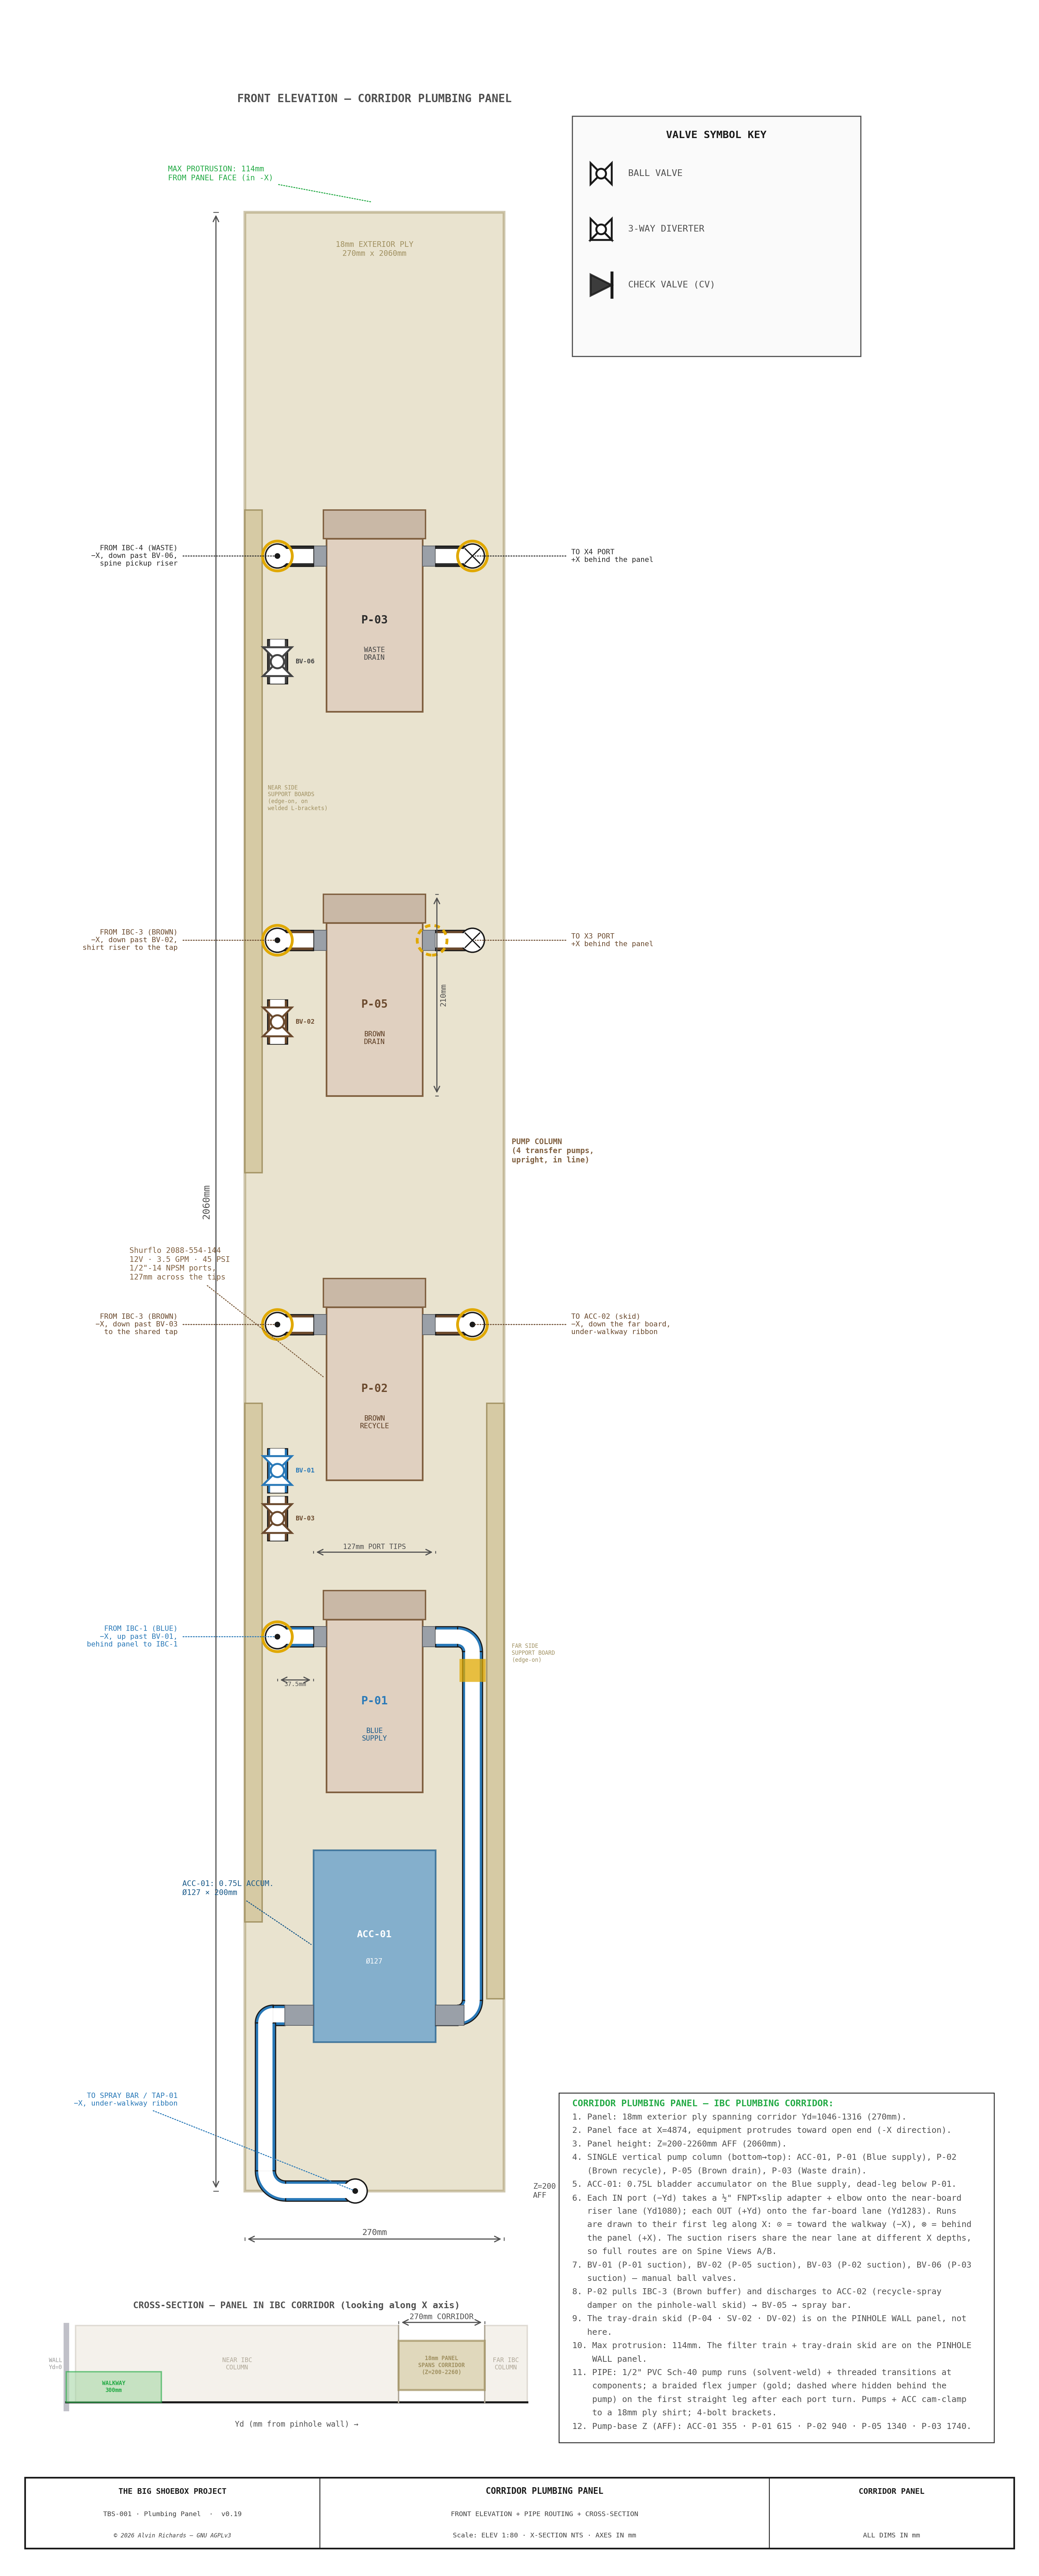 FRONT ELEVATION — CORRIDOR PLUMBING PANEL
VALVE SYMBOL KEY
BALL VALVE
3-WAY DIVERTER
CHECK VALVE (CV)
MAX PROTRUSION: 114mm
FROM PANEL FACE (in -X)
18mm EXTERIOR PLY
270mm x 2060mm
FROM IBC-4 (WASTE)
−X, down past BV-06,
spine pickup riser
TO X4 PORT
+X behind the panel
P-03
WASTE
DRAIN
BV-06
NEAR SIDE
SUPPORT BOARDS
(edge-on, on
welded L-brackets)
FROM IBC-3 (BROWN)
−X, down past BV-02,
shirt riser to the tap
TO X3 PORT
+X behind the panel
P-05
BROWN
DRAIN
210mm
BV-02
PUMP COLUMN
(4 transfer pumps,
upright, in line)
2060mm
Shurflo 2088-554-144
12V · 3.5 GPM · 45 PSI
1/2"-14 NPSM ports,
127mm across the tips
FROM IBC-3 (BROWN)
−X, down past BV-03
to the shared tap
TO ACC-02 (skid)
−X, down the far board,
under-walkway ribbon
P-02
BROWN
RECYCLE
BV-01
BV-03
127mm PORT TIPS
FROM IBC-1 (BLUE)
−X, up past BV-01,
behind panel to IBC-1
FAR SIDE
SUPPORT BOARD
(edge-on)
37.5mm
P-01
BLUE
SUPPLY
ACC-01: 0.75L ACCUM.
Ø127 × 200mm
ACC-01
Ø127
TO SPRAY BAR / TAP-01
−X, under-walkway ribbon
Z=200
AFF
270mm
CORRIDOR PLUMBING PANEL — IBC PLUMBING CORRIDOR:
1. Panel: 18mm exterior ply spanning corridor Yd=1046-1316 (270mm).
2. Panel face at X=4874, equipment protrudes toward open end (-X direction).
3. Panel height: Z=200-2260mm AFF (2060mm).
4. SINGLE vertical pump column (bottom→top): ACC-01, P-01 (Blue supply), P-02
(Brown recycle), P-05 (Brown drain), P-03 (Waste drain).
5. ACC-01: 0.75L bladder accumulator on the Blue supply, dead-leg below P-01.
6. Each IN port (−Yd) takes a ½" FNPT×slip adapter + elbow onto the near-board
riser lane (Yd1080); each OUT (+Yd) onto the far-board lane (Yd1283). Runs
are drawn to their first leg along X: ⊙ = toward the walkway (−X), ⊗ = behind
the panel (+X). The suction risers share the near lane at different X depths,
so full routes are on Spine Views A/B.
7. BV-01 (P-01 suction), BV-02 (P-05 suction), BV-03 (P-02 suction), BV-06 (P-03
suction) — manual ball valves.
8. P-02 pulls IBC-3 (Brown buffer) and discharges to ACC-02 (recycle-spray
damper on the pinhole-wall skid) → BV-05 → spray bar.
9. The tray-drain skid (P-04 · SV-02 · DV-02) is on the PINHOLE WALL panel, not
here.
10. Max protrusion: 114mm. The filter train + tray-drain skid are on the PINHOLE
WALL panel.
11. PIPE: 1/2" PVC Sch-40 pump runs (solvent-weld) + threaded transitions at
components; a braided flex jumper (gold; dashed where hidden behind the
pump) on the first straight leg after each port turn. Pumps + ACC cam-clamp
to a 18mm ply shirt; 4-bolt brackets.
12. Pump-base Z (AFF): ACC-01 355 · P-01 615 · P-02 940 · P-05 1340 · P-03 1740.
CROSS-SECTION — PANEL IN IBC CORRIDOR (looking along X axis)
270mm CORRIDOR
WALL
Yd=0
WALKWAY
300mm
NEAR IBC
COLUMN
18mm PANEL
SPANS CORRIDOR
(Z=200-2260)
FAR IBC
COLUMN
Yd (mm from pinhole wall) →
THE BIG SHOEBOX PROJECT
TBS-001 · Plumbing Panel · v0.19
© 2026 Alvin Richards — GNU AGPLv3
CORRIDOR PLUMBING PANEL
FRONT ELEVATION + PIPE ROUTING + CROSS-SECTION
Scale: ELEV 1:80 · X-SECTION NTS · AXES IN mm
CORRIDOR PANEL
ALL DIMS IN mm